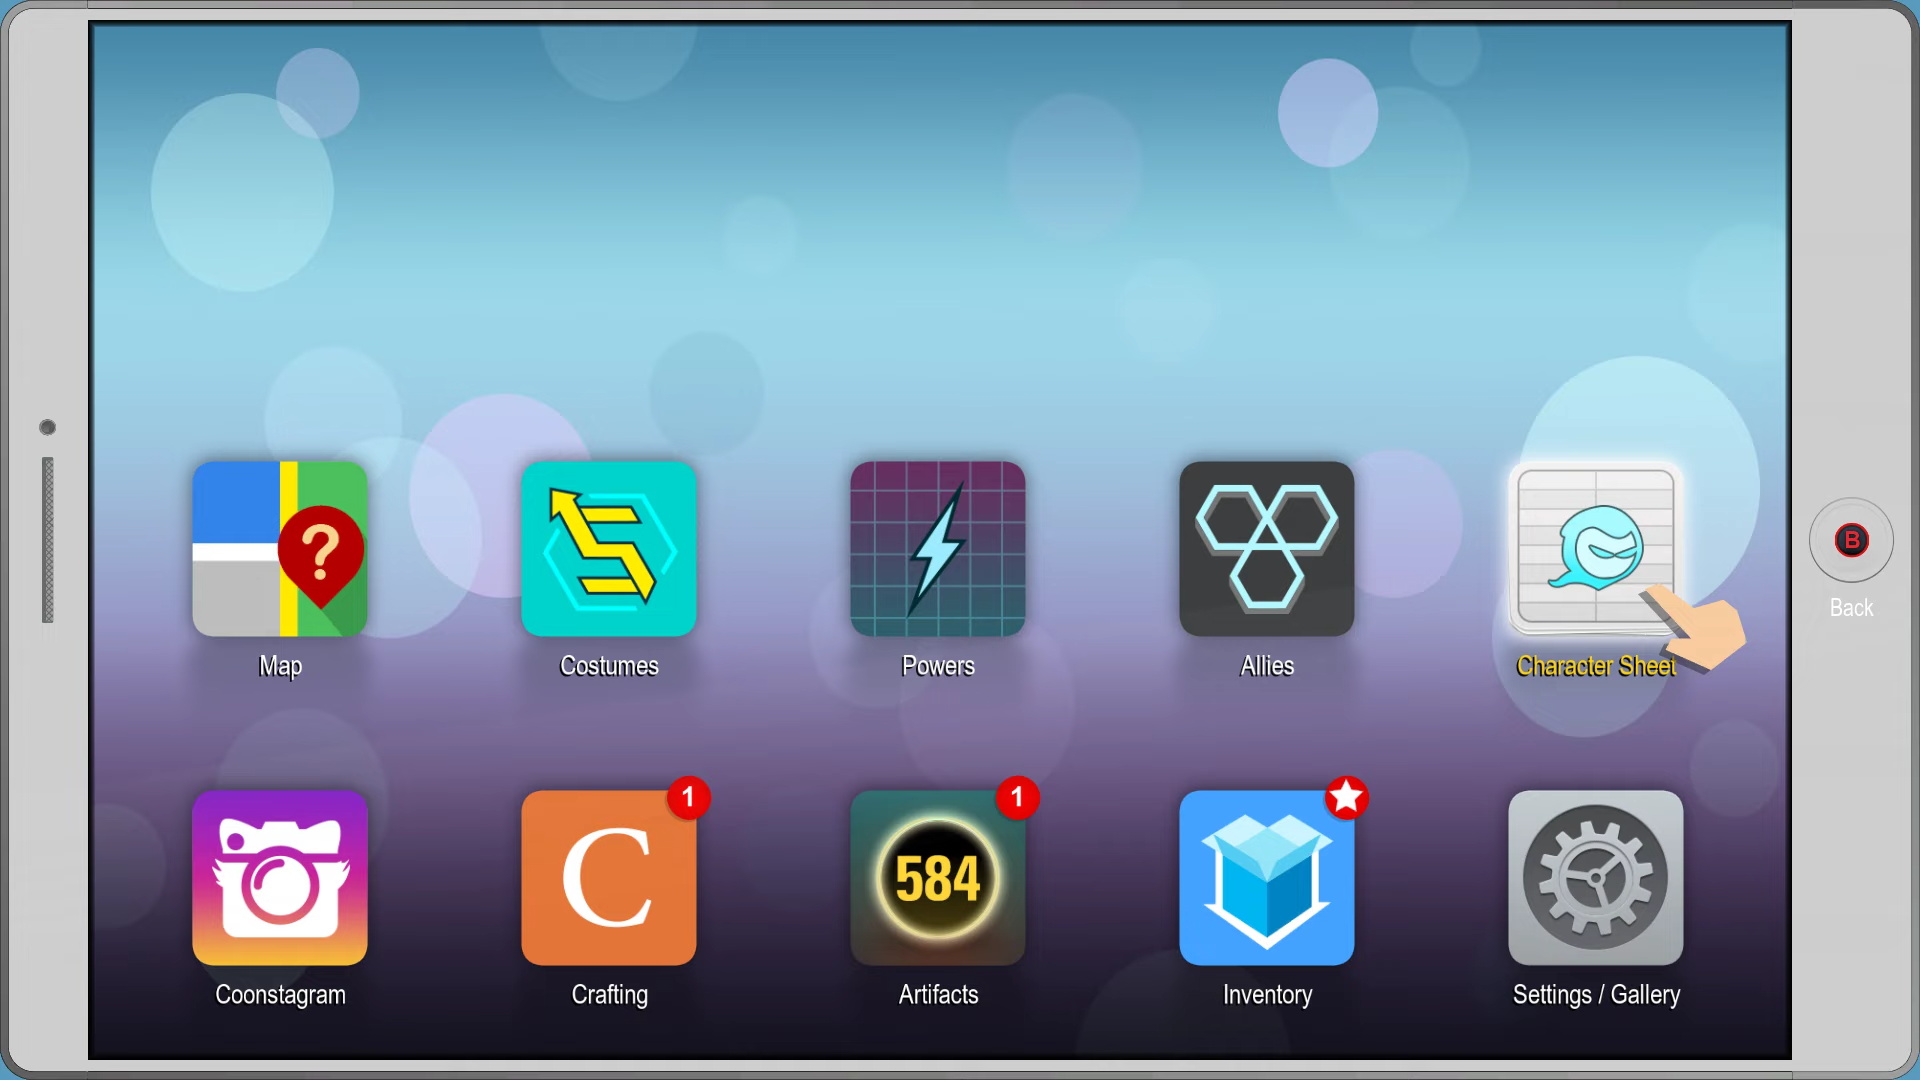 ?
B
Back
Map
Costumes
Powers
Allies
Character Sheet
1
1
C
584
Coonstagram
Crafting
Artifacts
Inventory
Settings / Gallery